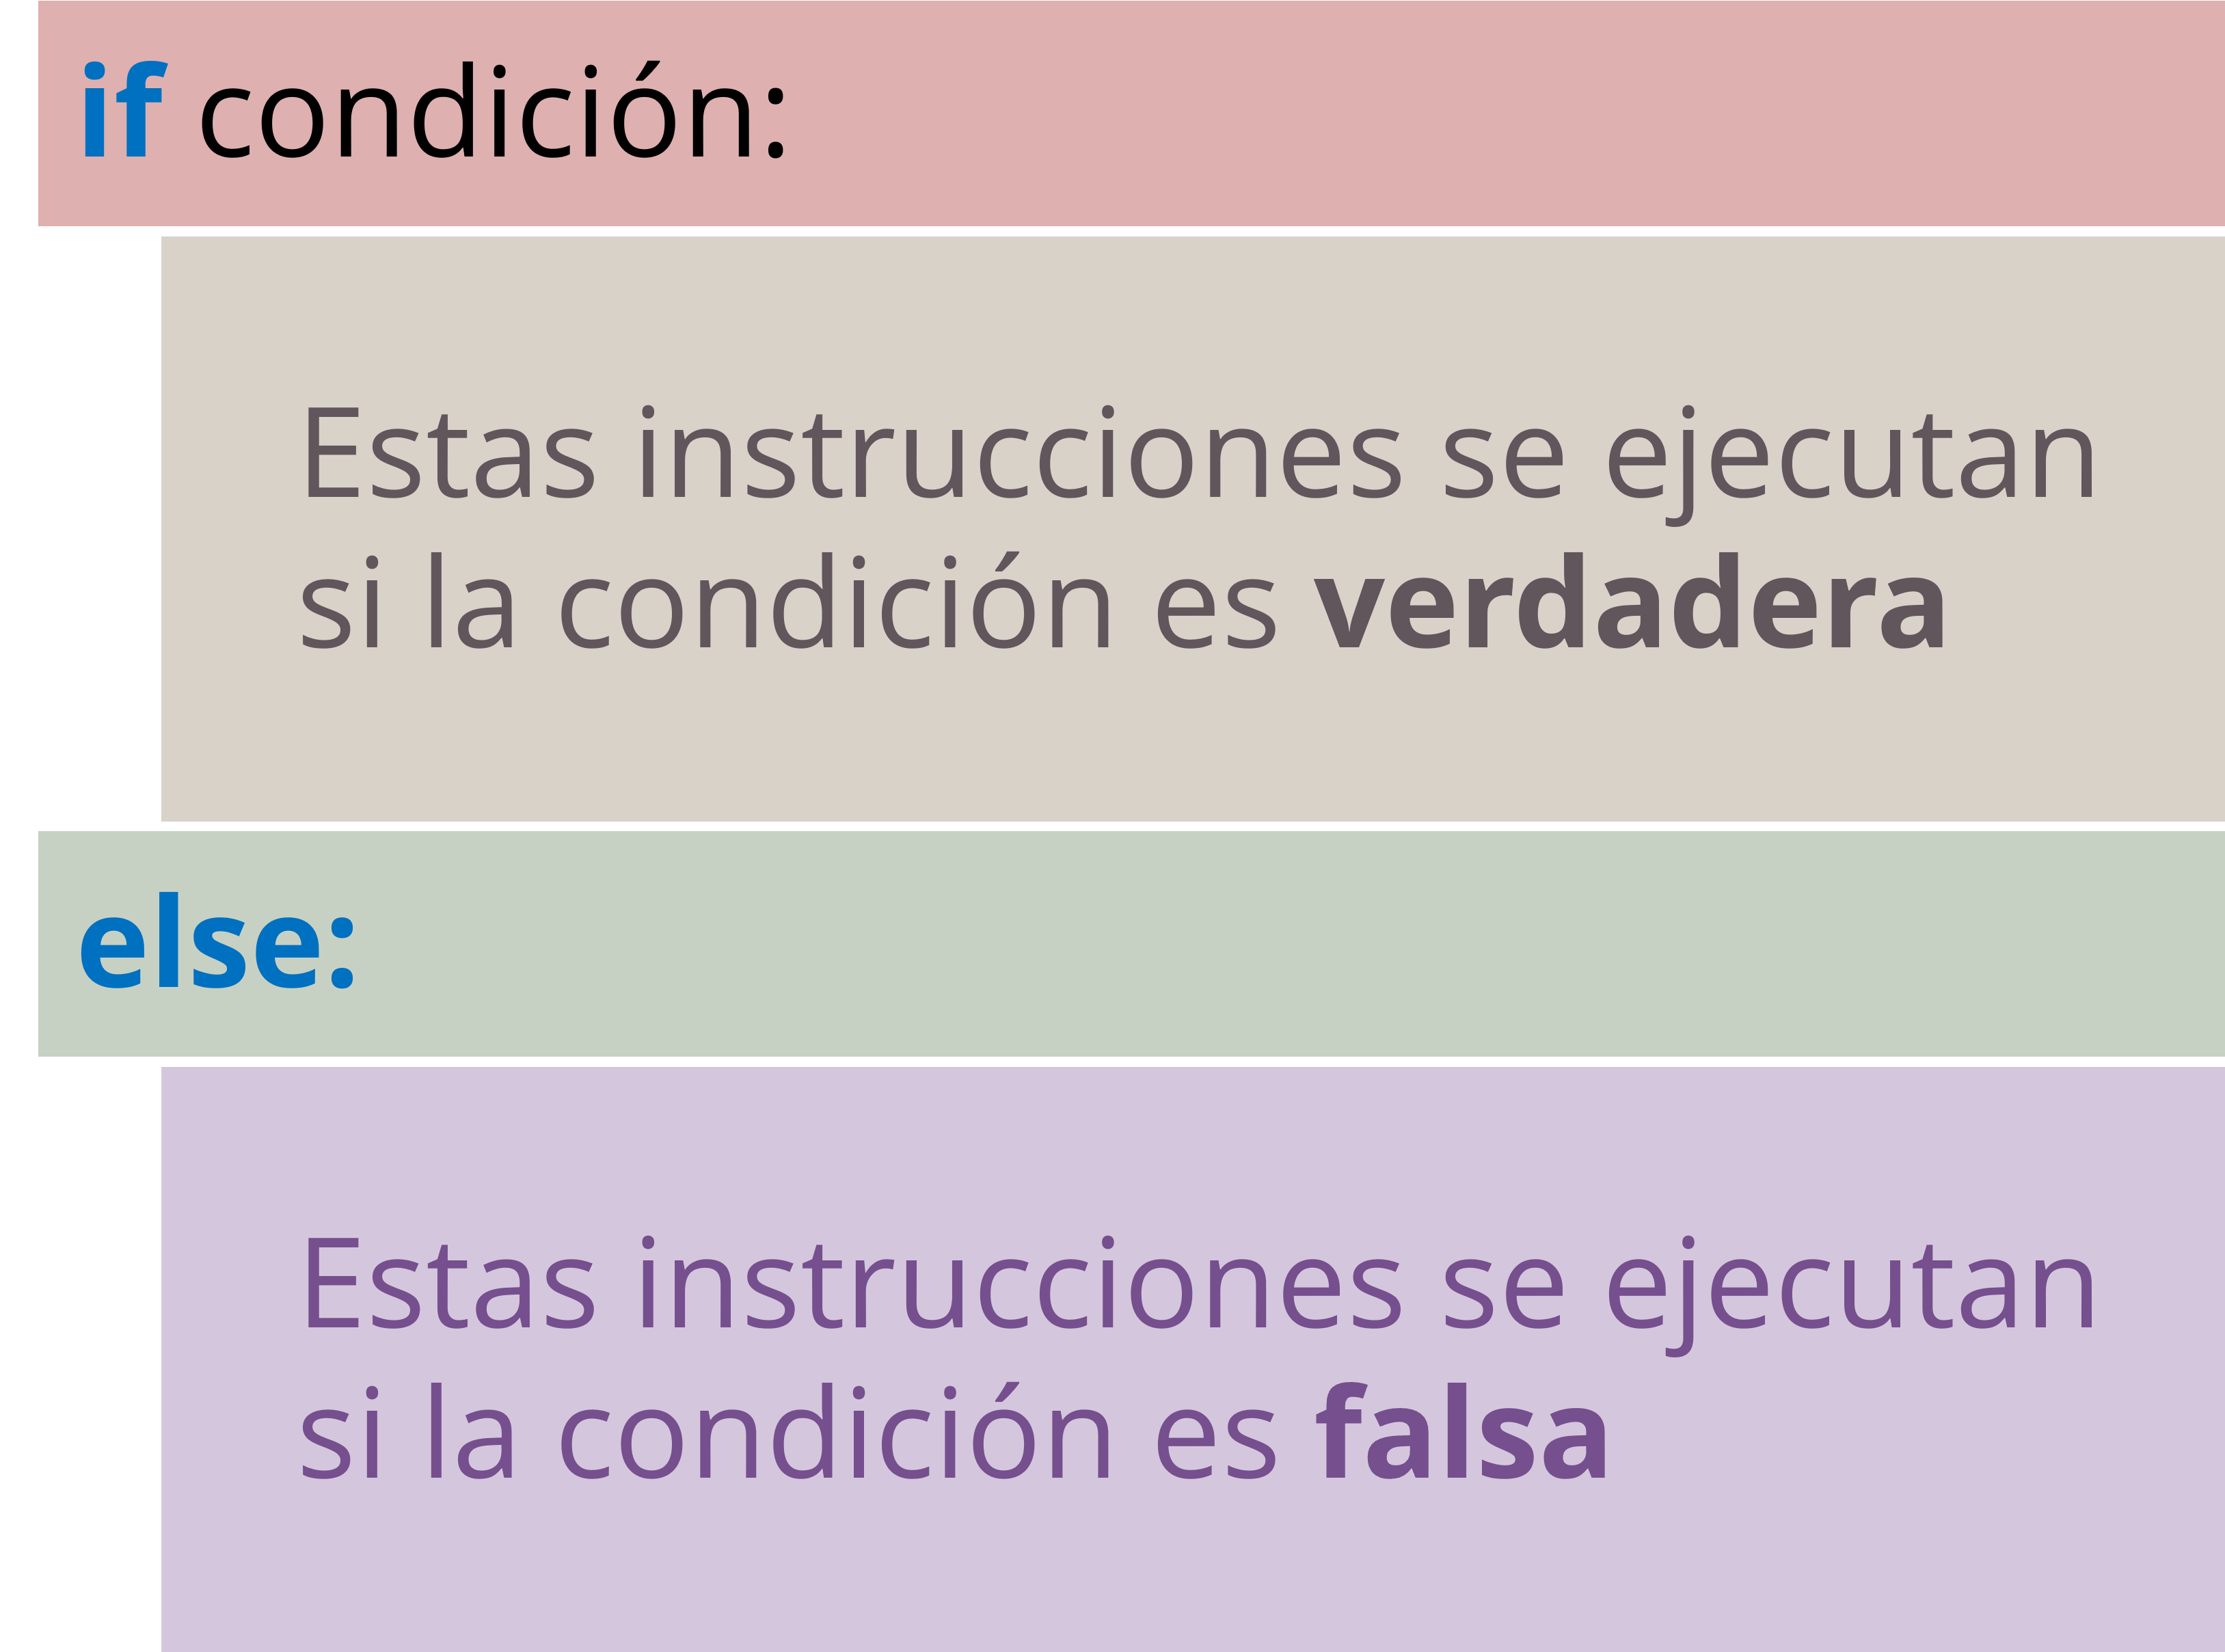 if condición:
Estas instrucciones se ejecutan
si la condición es verdadera
else:
Estas instrucciones se ejecutan
si la condición es falsa